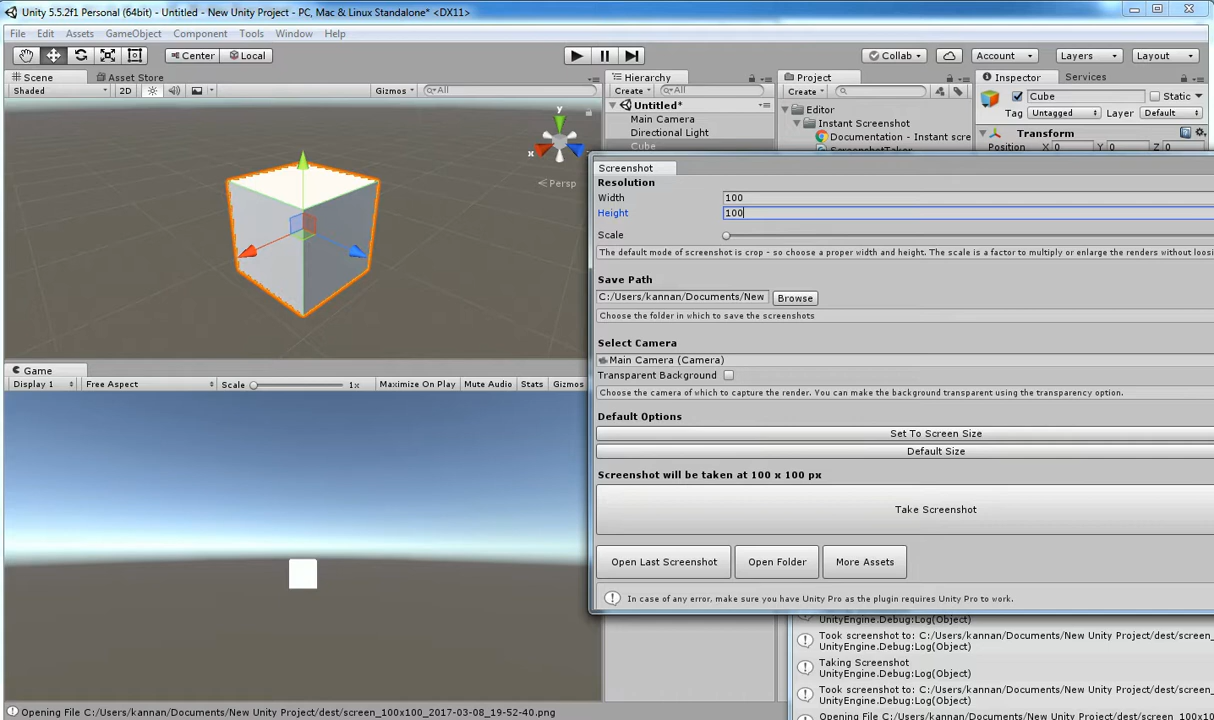 Unity 5.5.2f1 Personal (64bit) - Untitled - New Unity Project - PC, Mac & Linux Standalone* <DX11>
File Edit Assets GameObject Component Tools Window Help
Center Local Collab Account Layers Layout
Scene Asset Store
Shaded 2D Gizmos All
y
x
Persp
Hierarchy
Create All
Untitled*
Main Camera
Directional Light
Cube
Project
Create
Editor
Instant Screenshot
Documentation - Instant scre
ScreenshotTaker
Inspector Services
Cube Static
Tag Untagged Layer Default
Transform
Position X 0 Y 0 Z 0
Screenshot
Resolution
Width 100
Height 100
Scale
The default mode of screenshot is crop - so choose a proper width and height. The scale is a factor to multiply or enlarge the renders without loosi
Save Path
C:/Users/kannan/Documents/New Browse
Choose the folder in which to save the screenshots
Select Camera
Main Camera (Camera)
Transparent Background
Choose the camera of which to capture the render. You can make the background transparent using the transparency option.
Default Options
Set To Screen Size
Default Size
Screenshot will be taken at 100 x 100 px
Take Screenshot
Open Last Screenshot Open Folder More Assets
In case of any error, make sure you have Unity Pro as the plugin requires Unity Pro to work.
Game
Display 1 Free Aspect Scale 1x Maximize On Play Mute Audio Stats Gizmos
UnityEngine.Debug:Log(Object)
Took screenshot to: C:/Users/kannan/Documents/New Unity Project/dest/screen_
UnityEngine.Debug:Log(Object)
Taking Screenshot
UnityEngine.Debug:Log(Object)
Took screenshot to: C:/Users/kannan/Documents/New Unity Project/dest/screen_
UnityEngine.Debug:Log(Object)
Opening File C:/Users/kannan/Documents/New Unity Project/dest/screen_100x10
Opening File C:/Users/kannan/Documents/New Unity Project/dest/screen_100x100_2017-03-08_19-52-40.png